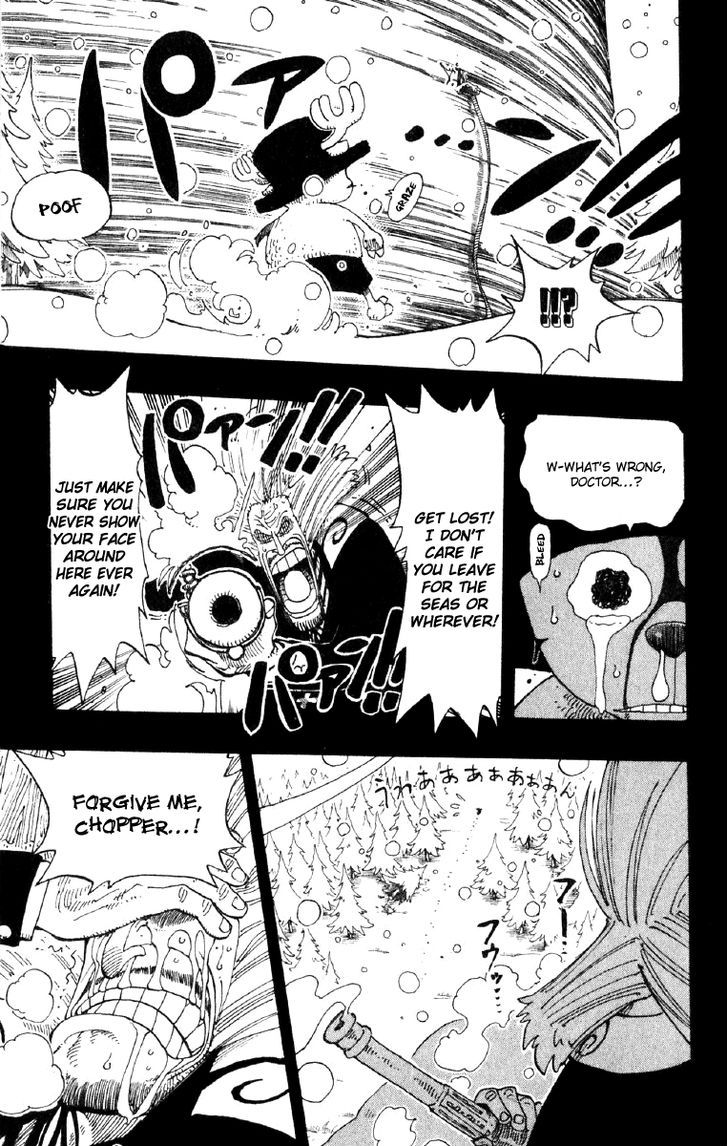 パァン!!
POOF
GRAZE
!!?
W-WHAT'S WRONG,
DOCTOR...?
BLEED
GET LOST!
I DON'T
CARE IF
YOU LEAVE
FOR THE
SEAS OR
WHEREVER!
パァン!!
パァン!!
JUST MAKE
SURE YOU
NEVER SHOW
YOUR FACE
AROUND
HERE EVER
AGAIN!
うわああああああん
フー!
フウゥッ...
FORGIVE ME,
CHOPPER...!